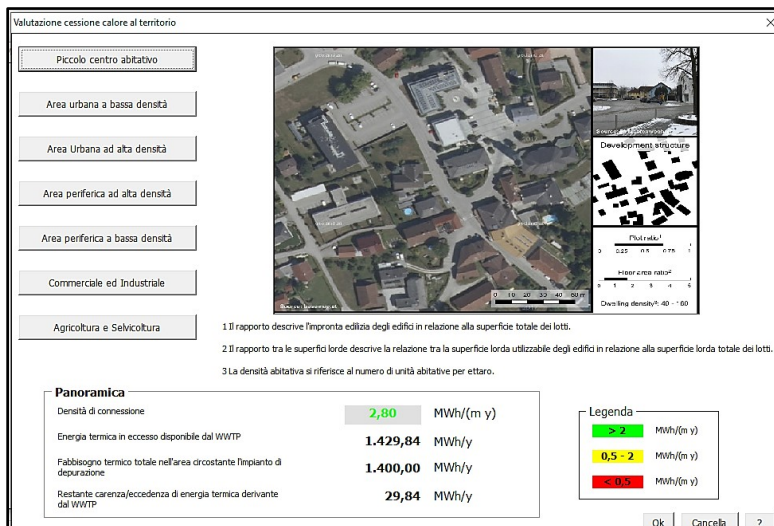 Valutazione cessione calore al territorio
Piccolo centro abitativo
Area urbana a bassa densità
Area Urbana ad alta densità
Area periferica ad alta densità
Area periferica a bassa densità
Commerciale ed Industriale
Agricoltura e Selvicoltura
Development structure
Plot ratio¹
0 0.25 0.5 0.75 1
Floor area ratio²
0 1 2 3 4 5
Dwelling density³: 40 - 160
0 10 20 30 40 60 m
1 Il rapporto descrive l'impronta edilizia degli edifici in relazione alla superficie totale dei lotti.
2 Il rapporto tra le superfici lorde descrive la relazione tra la superficie lorda utilizzabile degli edifici in relazione alla superficie lorda totale dei lotti.
3 La densità abitativa si riferisce al numero di unità abitative per ettaro.
Panoramica
Densità di connessione 2,80 MWh/(m y)
Energia termica in eccesso disponibile dal WWTP 1.429,84 MWh/y
Fabbisogno termico totale nell'area circostante l'impianto di
depurazione 1.400,00 MWh/y
Restante carenza/eccedenza di energia termica derivante
dal WWTP 29,84 MWh/y
Legenda
> 2 MWh/(m y)
0,5 - 2 MWh/(m y)
< 0,5 MWh/(m y)
Ok Cancella ?